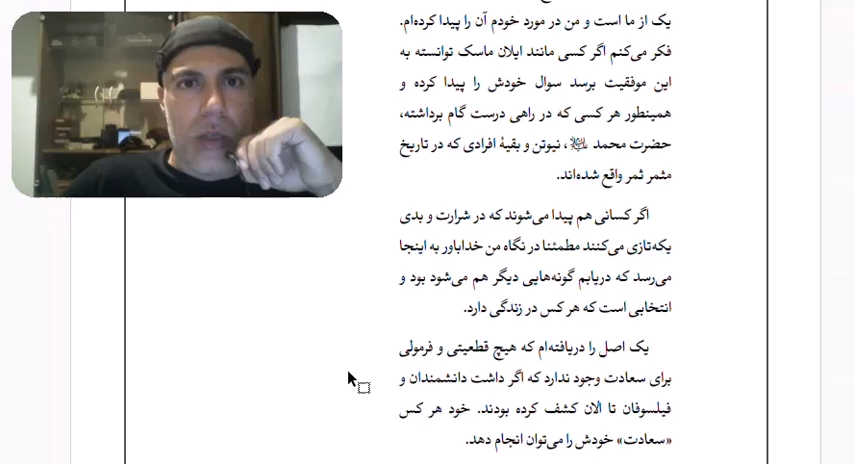 یک از ما است و من در مورد خودم آن را پیدا کرده‌ام.
فکر می‌کنم اگر کسی مانند ایلان ماسک توانسته به
این موفقیت برسد سوال خودش را پیدا کرده و
همینطور هر کسی که در راهی درست گام برداشته،
حضرت محمد ﷺ، نیوتن و بقیهٔ افرادی که در تاریخ
مثمر ثمر واقع شده‌اند.
اگر کسانی هم پیدا می‌شوند که در شرارت و بدی
یکه‌تازی می‌کنند مطمئنا در نگاه من خداباور به اینجا
می‌رسد که دریابم گونه‌هایی دیگر هم می‌شود بود و
انتخابی است که هر کس در زندگی دارد.
یک اصل را دریافته‌ام که هیچ قطعیتی و فرمولی
برای سعادت وجود ندارد که اگر داشت دانشمندان و
فیلسوفان تا الان کشف کرده بودند. خود هر کس
«سعادت» خودش را می‌توان انجام دهد.